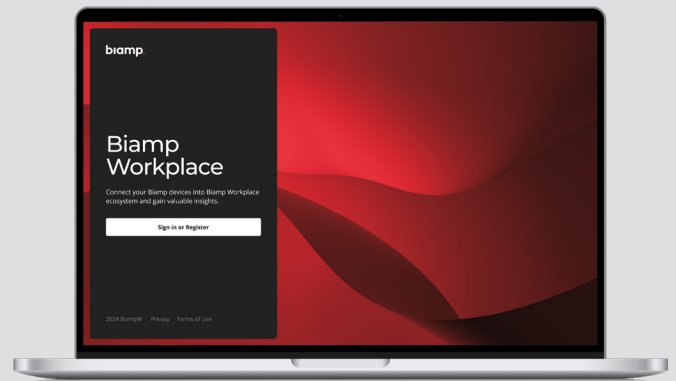 biamp.
Biamp
Workplace
Connect your Biamp devices into Biamp Workplace
ecosystem and gain valuable insights.
Sign in or Register
2024 Biamp® Privacy Terms of Use